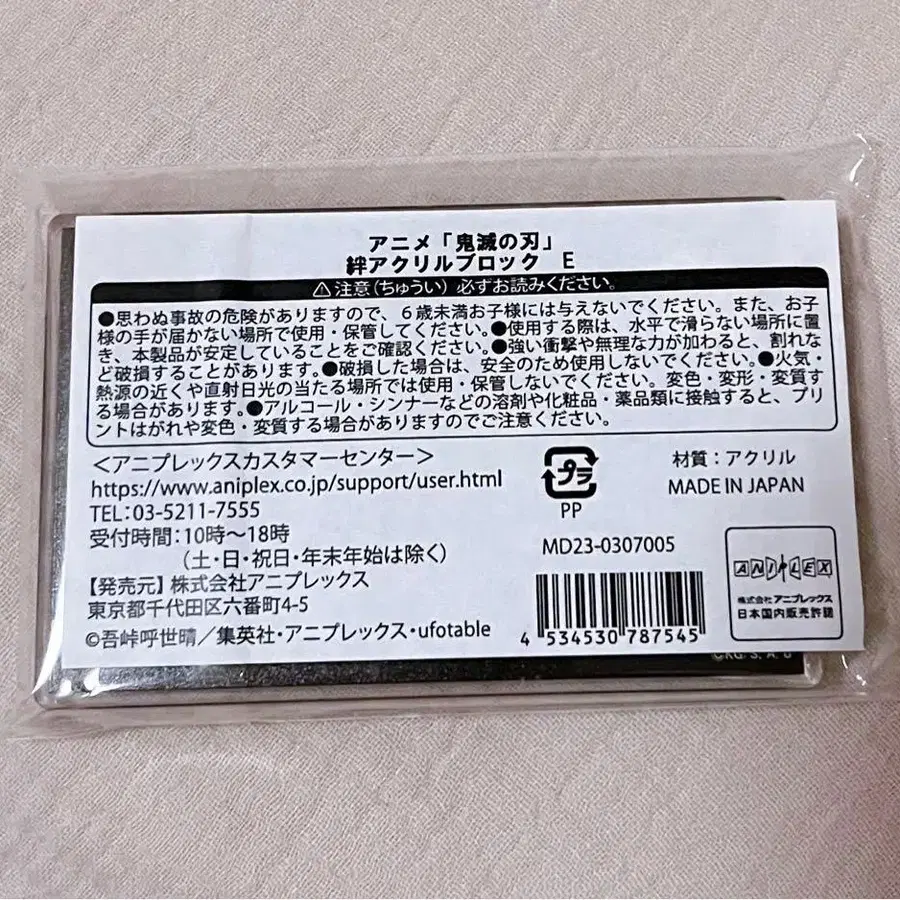 アニメ「鬼滅の刃」
絆アクリルブロック　E
⚠注意(ちゅうい) 必ずお読みください。
●思わぬ事故の危険がありますので、6歳未満お子様には与えないでください。また、お子
様の手が届かない場所で使用・保管してください。●使用する際は、水平で滑らない場所に置
き、本製品が安定していることをご確認ください。●強い衝撃や無理な力が加わると、割れな
ど破損することがあります。●破損した場合は、安全のため使用しないでください。●火気・
熱源の近くや直射日光の当たる場所では使用・保管しないでください。変色・変形・変質す
る場合があります。●アルコール・シンナーなどの溶剤や化粧品・薬品類に接触すると、プリ
ントはがれや変色・変質する場合がありますのでご注意ください。
＜アニプレックスカスタマーセンター＞
https://www.aniplex.co.jp/support/user.html
TEL:03-5211-7555
受付時間:10時～18時
(土・日・祝日・年末年始は除く)
【発売元】株式会社アニプレックス
東京都千代田区六番町4-5
©吾峠呼世晴／集英社・アニプレックス・ufotable
プラ
PP
材質：アクリル
MADE IN JAPAN
MD23-0307005
4 534530 787545
ANIPLEX
株式会社 アニプレックス
日本国内販売許諾
©KG. S. A. U